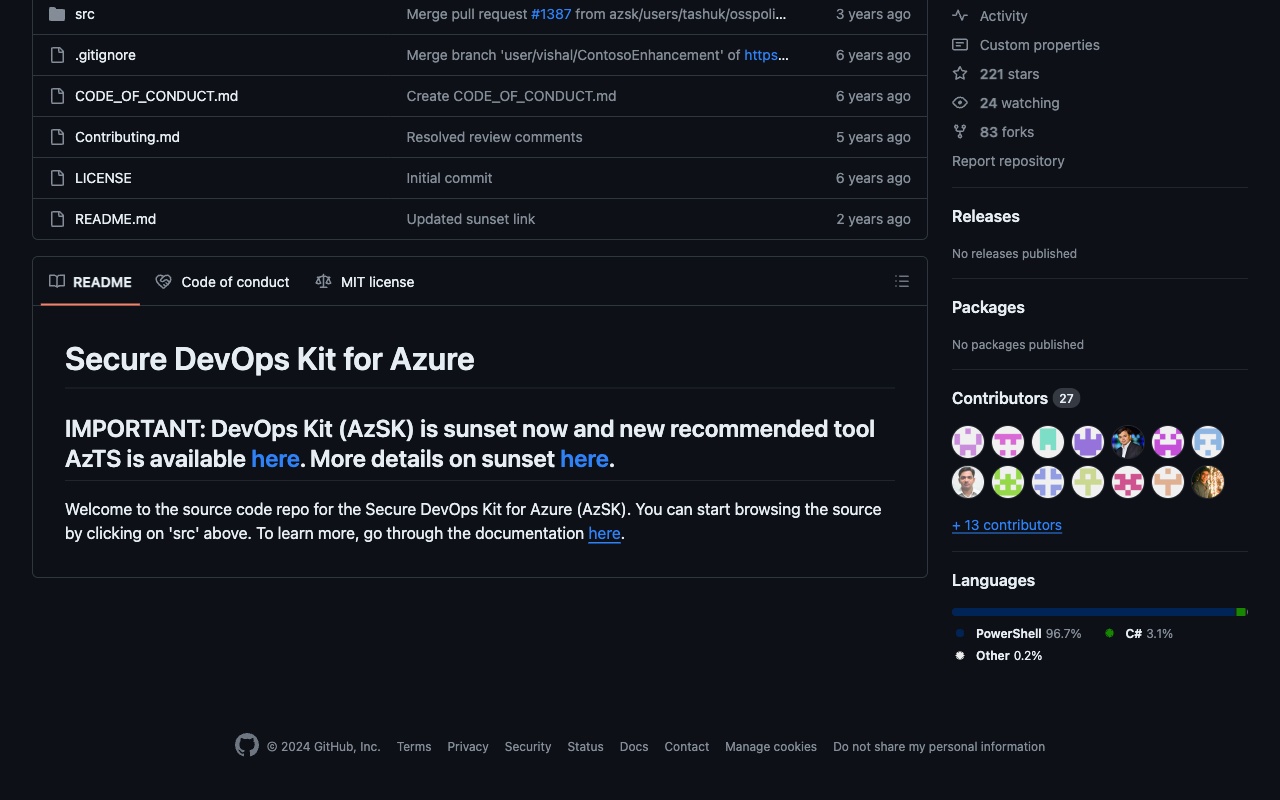 src Merge pull request #1387 from azsk/users/tashuk/osspoli... 3 years ago
.gitignore Merge branch 'user/vishal/ContosoEnhancement' of https... 6 years ago
CODE_OF_CONDUCT.md Create CODE_OF_CONDUCT.md 6 years ago
Contributing.md Resolved review comments 5 years ago
LICENSE Initial commit 6 years ago
README.md Updated sunset link 2 years ago
README Code of conduct MIT license
Secure DevOps Kit for Azure
IMPORTANT: DevOps Kit (AzSK) is sunset now and new recommended tool
AzTS is available here. More details on sunset here.
Welcome to the source code repo for the Secure DevOps Kit for Azure (AzSK). You can start browsing the source
by clicking on 'src' above. To learn more, go through the documentation here.
Activity
Custom properties
221 stars
24 watching
83 forks
Report repository
Releases
No releases published
Packages
No packages published
Contributors 27
+ 13 contributors
Languages
PowerShell 96.7% C# 3.1%
Other 0.2%
© 2024 GitHub, Inc. Terms Privacy Security Status Docs Contact Manage cookies Do not share my personal information